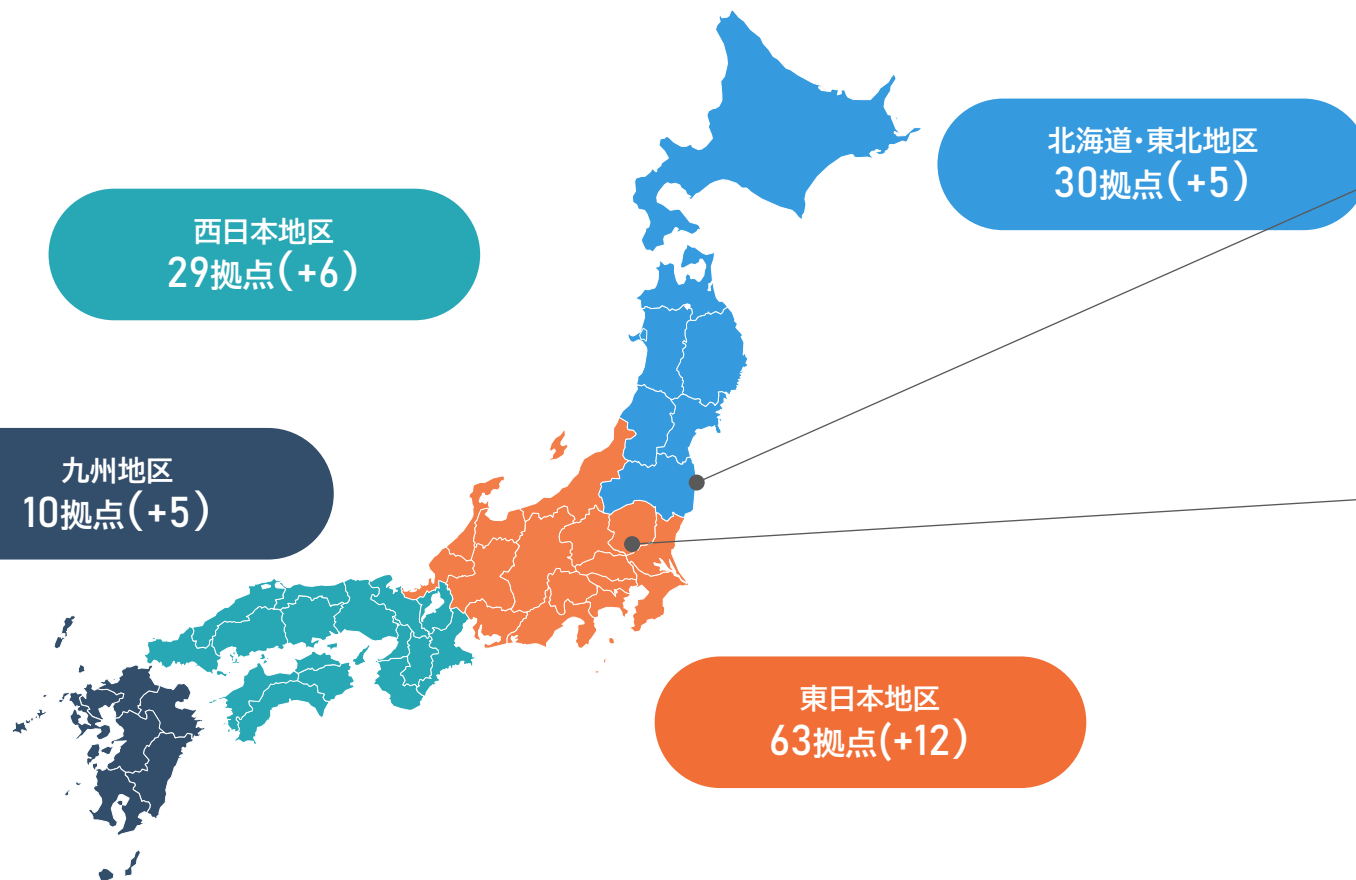 北海道・東北地区
30拠点(+5)
西日本地区
29拠点(+6)
九州地区
10拠点(+5)
東日本地区
63拠点(+12)